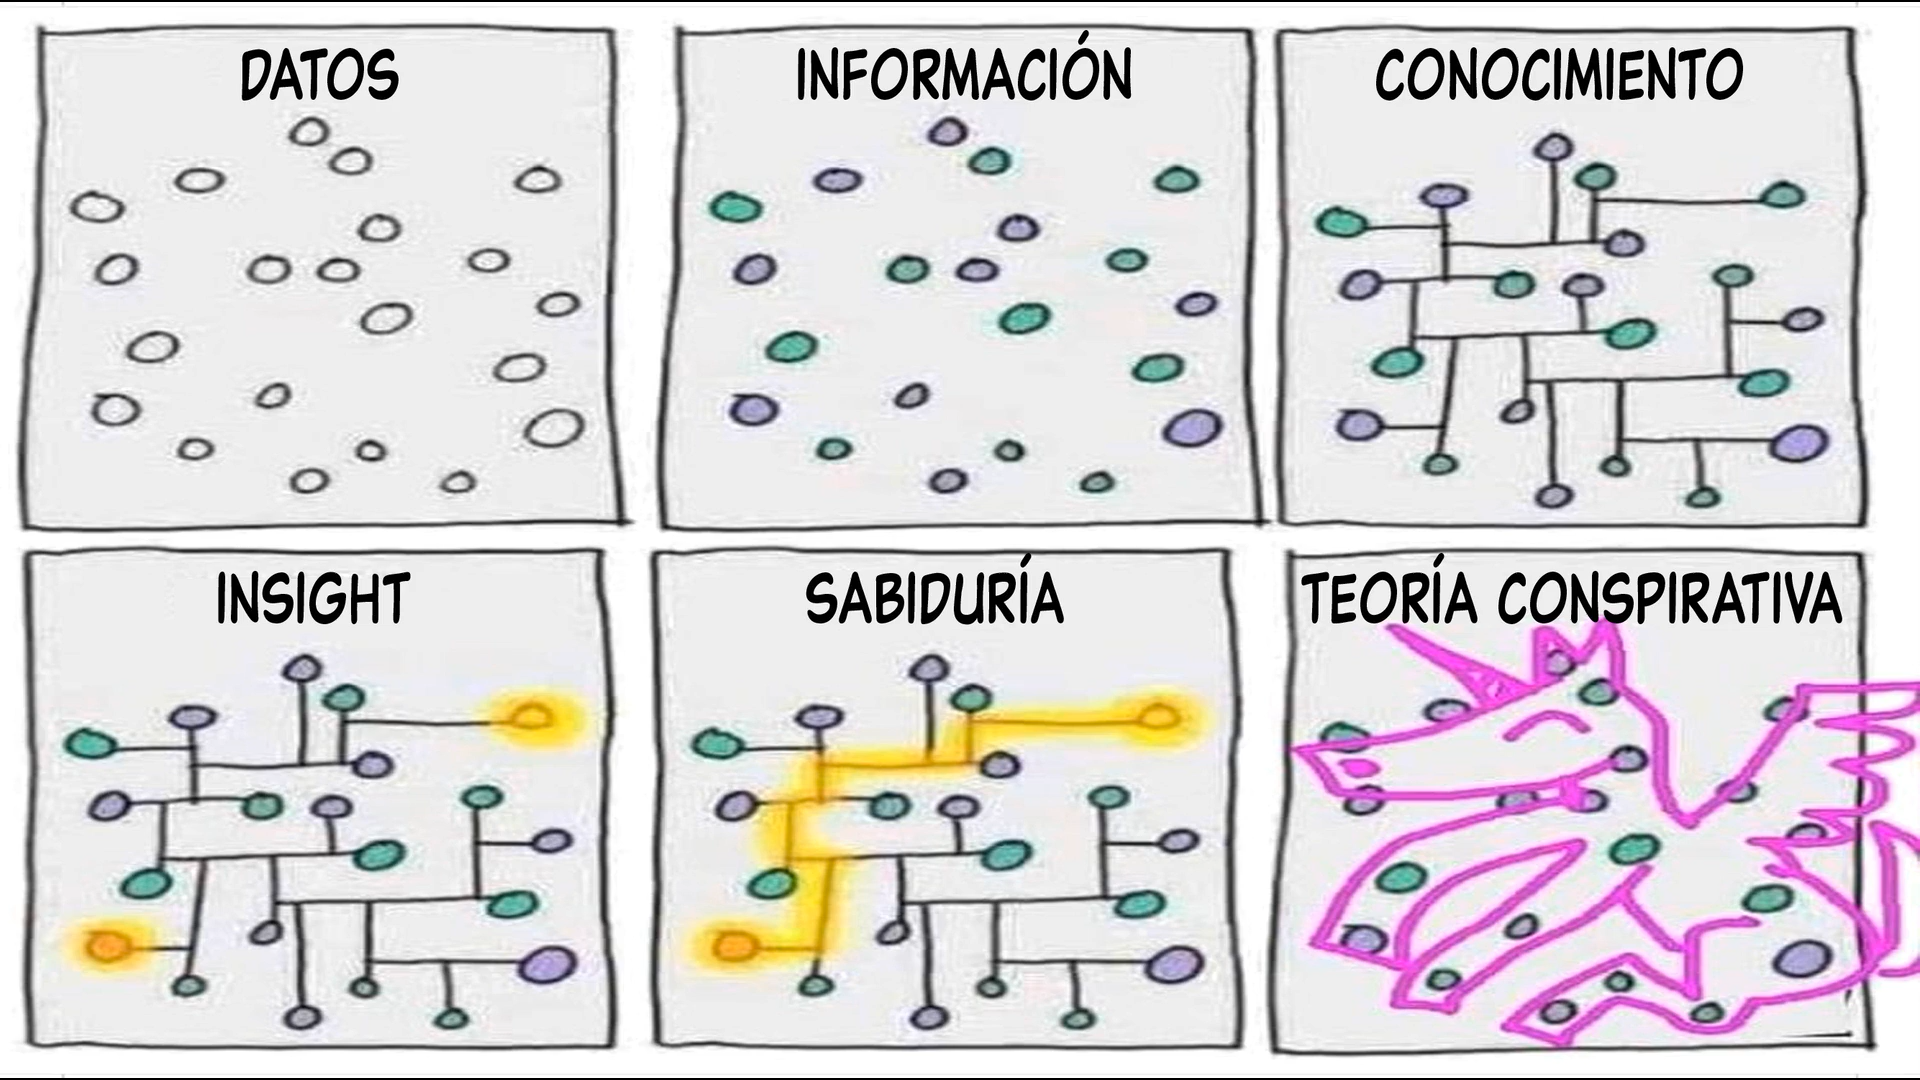 DATOS
INFORMACIÓN
CONOCIMIENTO
INSIGHT
SABIDURÍA
TEORÍA CONSPIRATIVA